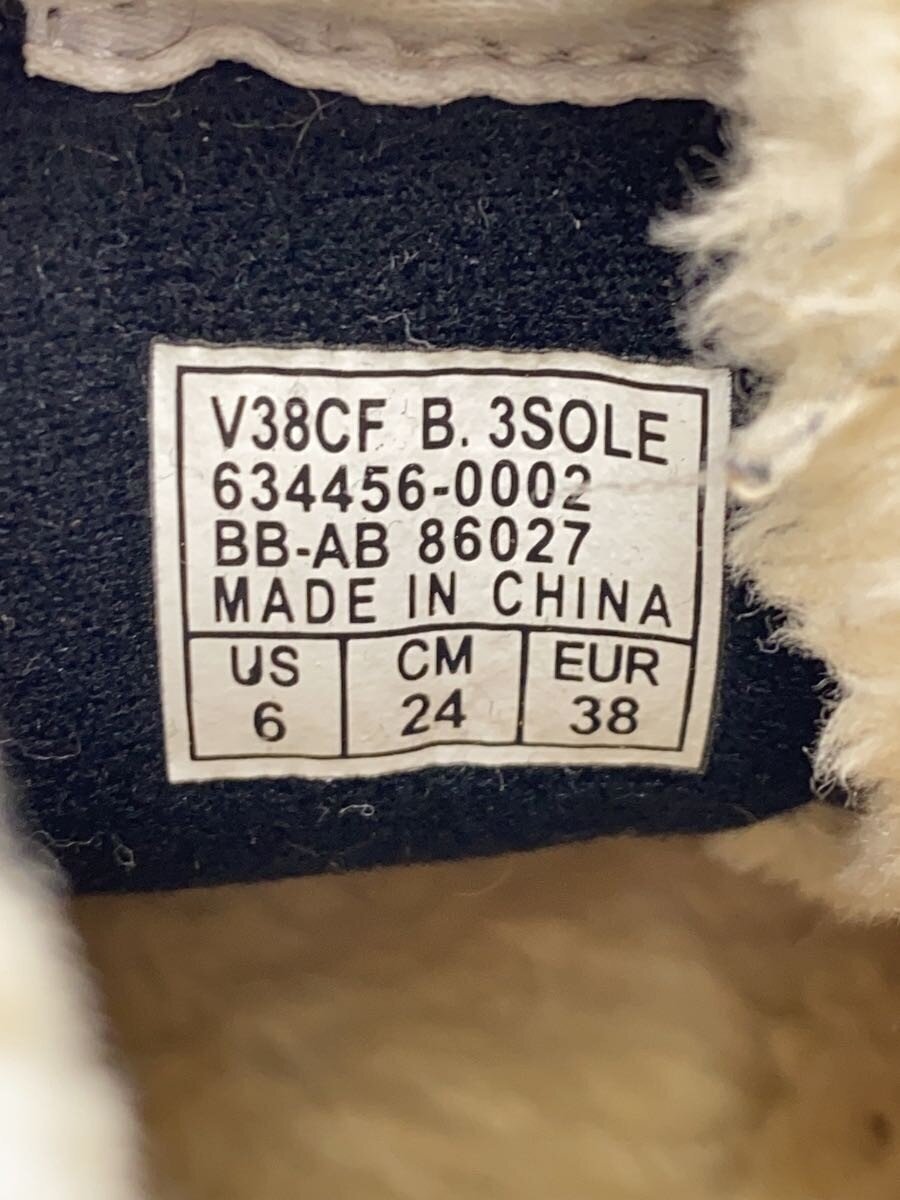 V38CF B. 3SOLE
634456-0002
BB-AB 86027
MADE IN CHINA
US CM EUR
6 24 38